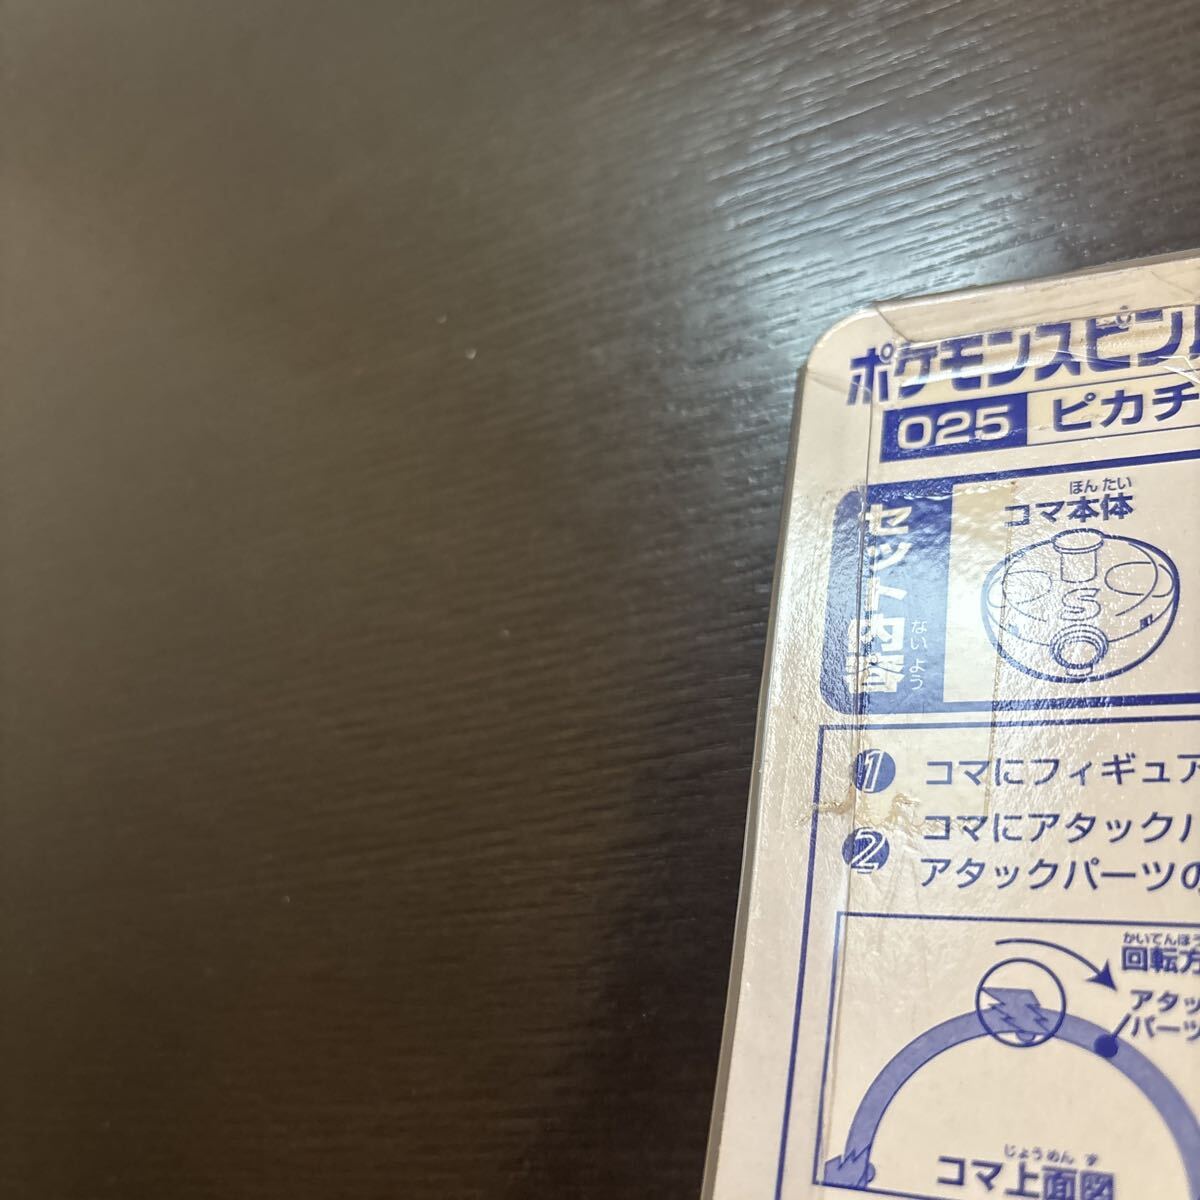 ポケモンスピン
025 ピカチ
セット内容
ないよう
ほんたい
コマ本体
S
1 コマにフィギュア
2 コマにアタック
アタックパーツの
かいてんほう
回転方
アタッ
パーツ
じょうめんず
コマ上面図